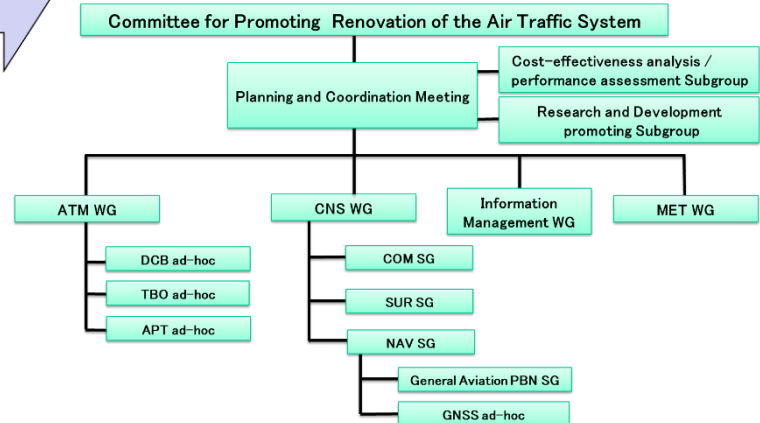 Committee for Promoting Renovation of the Air Traffic System
Planning and Coordination Meeting
Cost-effectiveness analysis /
performance assessment Subgroup
Research and Development
promoting Subgroup
ATM WG
CNS WG
Information
Management WG
MET WG
DCB ad-hoc
TBO ad-hoc
APT ad-hoc
COM SG
SUR SG
NAV SG
General Aviation PBN SG
GNSS ad-hoc